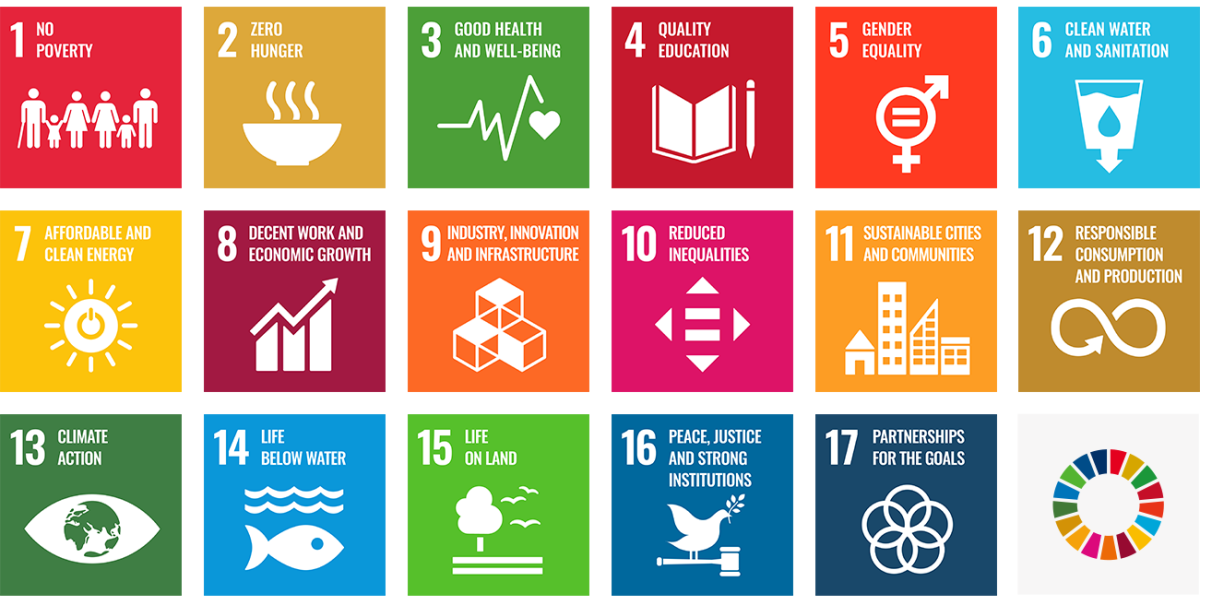 1 NO
POVERTY
2 ZERO
HUNGER
3 GOOD HEALTH
AND WELL-BEING
4 QUALITY
EDUCATION
5 GENDER
EQUALITY
6 CLEAN WATER
AND SANITATION
7 AFFORDABLE AND
CLEAN ENERGY
8 DECENT WORK AND
ECONOMIC GROWTH
9 INDUSTRY, INNOVATION
AND INFRASTRUCTURE
10 REDUCED
INEQUALITIES
11 SUSTAINABLE CITIES
AND COMMUNITIES
12 RESPONSIBLE
CONSUMPTION
AND PRODUCTION
13 CLIMATE
ACTION
14 LIFE
BELOW WATER
15 LIFE
ON LAND
16 PEACE, JUSTICE
AND STRONG
INSTITUTIONS
17 PARTNERSHIPS
FOR THE GOALS